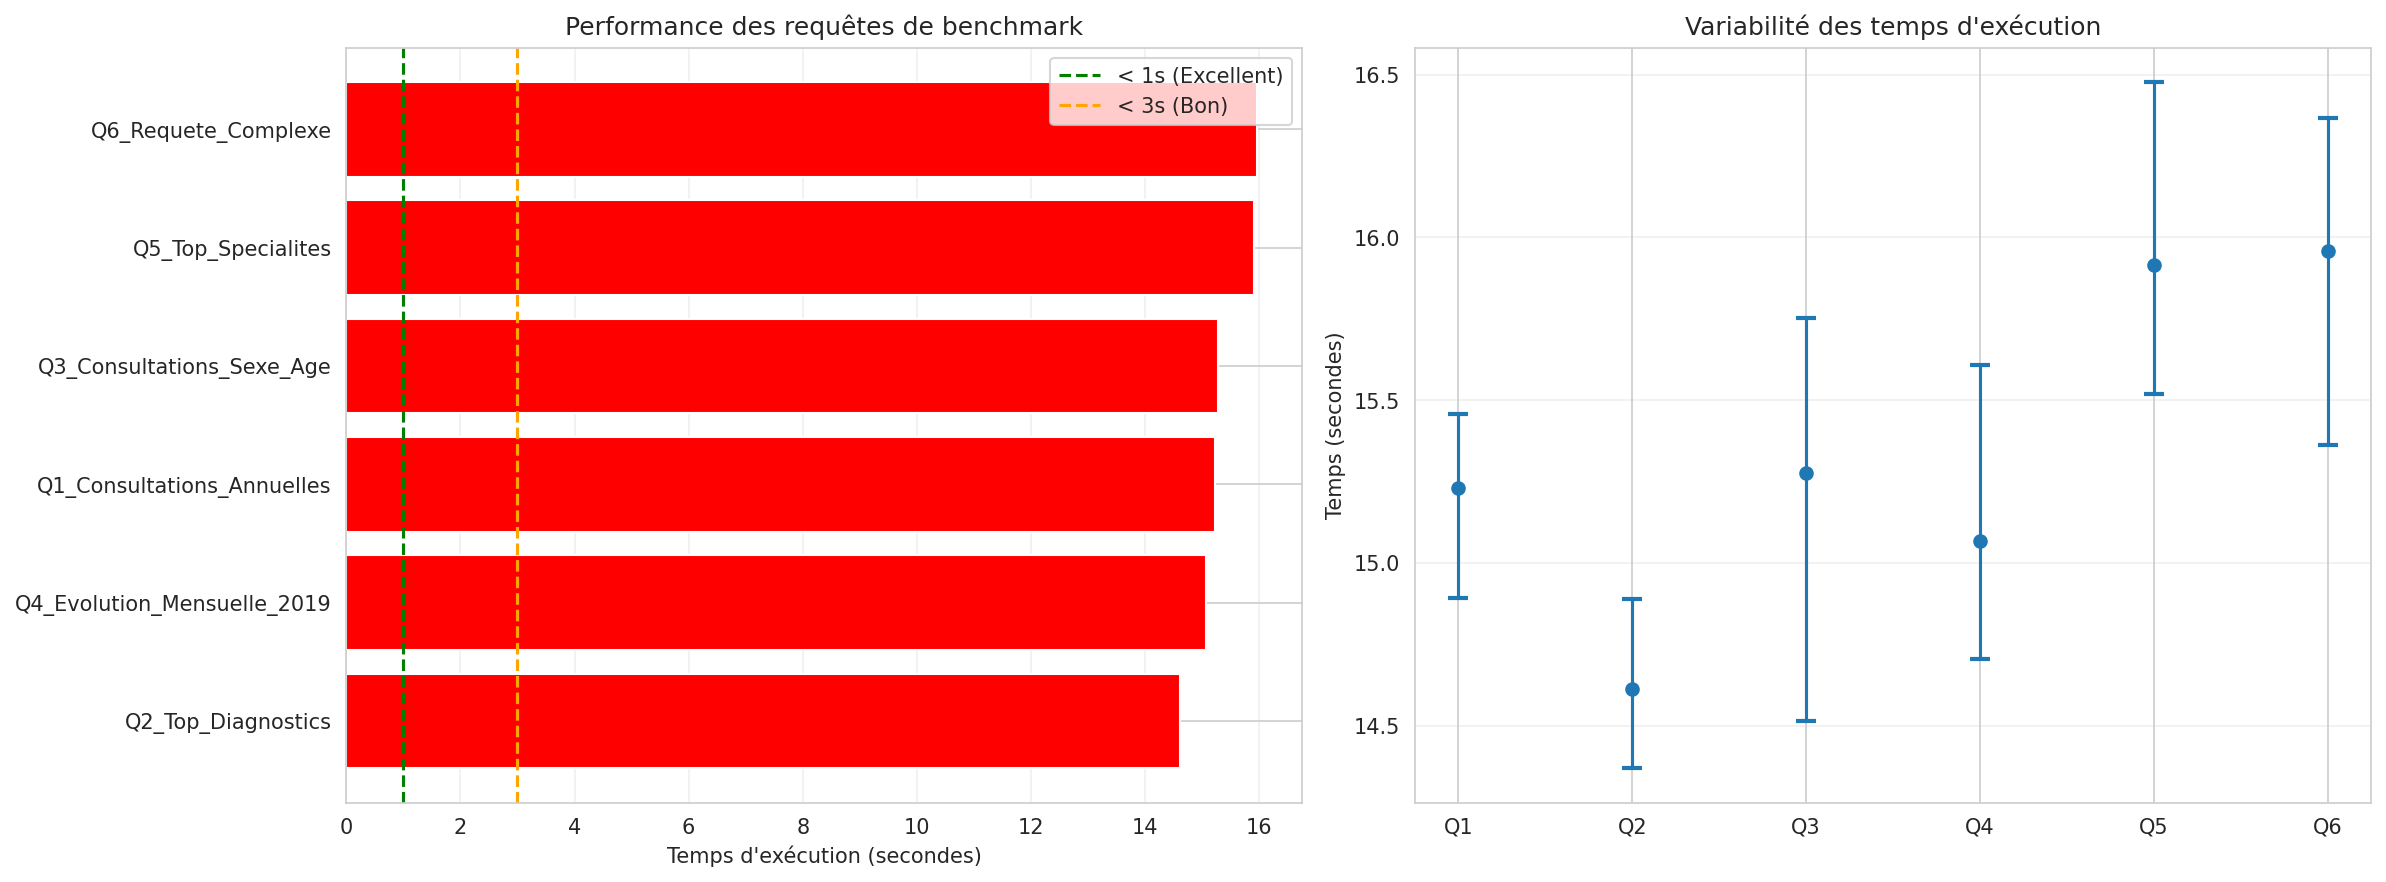 Performance des requêtes de benchmark
< 1s (Excellent)
< 3s (Bon)
Q6_Requete_Complexe
Q5_Top_Specialites
Q3_Consultations_Sexe_Age
Q1_Consultations_Annuelles
Q4_Evolution_Mensuelle_2019
Q2_Top_Diagnostics
0 2 4 6 8 10 12 14 16
Temps d'exécution (secondes)
Variabilité des temps d'exécution
Temps (secondes)
16.5
16.0
15.5
15.0
14.5
Q1 Q2 Q3 Q4 Q5 Q6